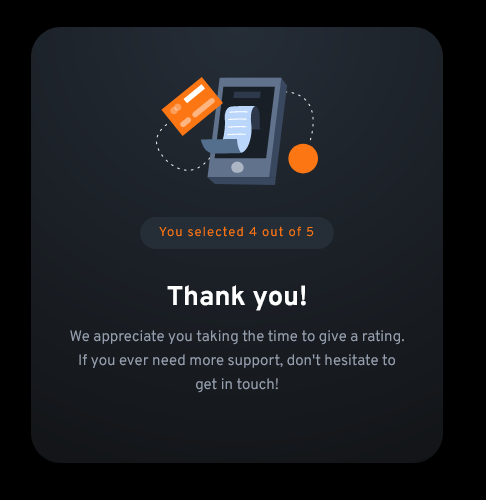 You selected 4 out of 5
Thank you!
We appreciate you taking the time to give a rating.
If you ever need more support, don't hesitate to
get in touch!